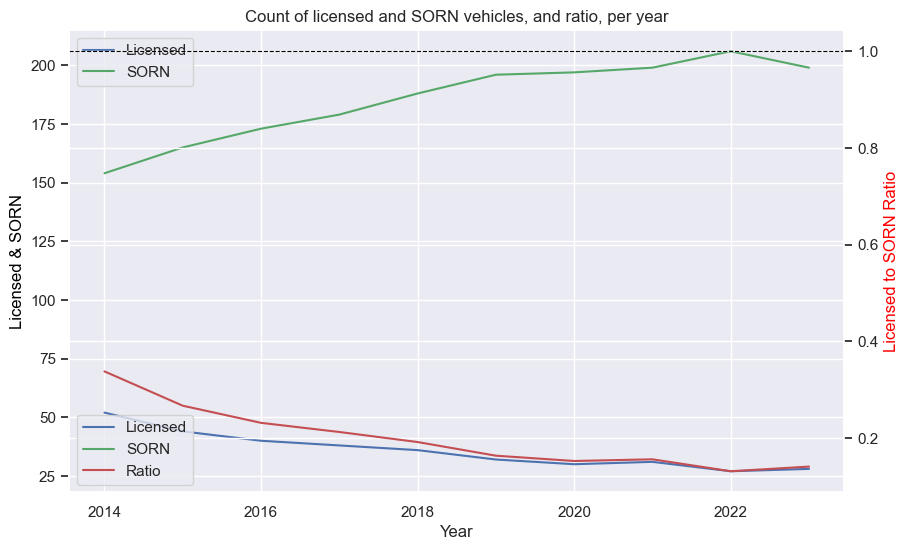 Count of licensed and SORN vehicles, and ratio, per year
Licensed
SORN
200
175
150
125
100
75
50
25
Licensed & SORN
1.0
0.8
0.6
0.4
0.2
Licensed to SORN Ratio
Licensed
SORN
Ratio
2014
2016
2018
2020
2022
Year